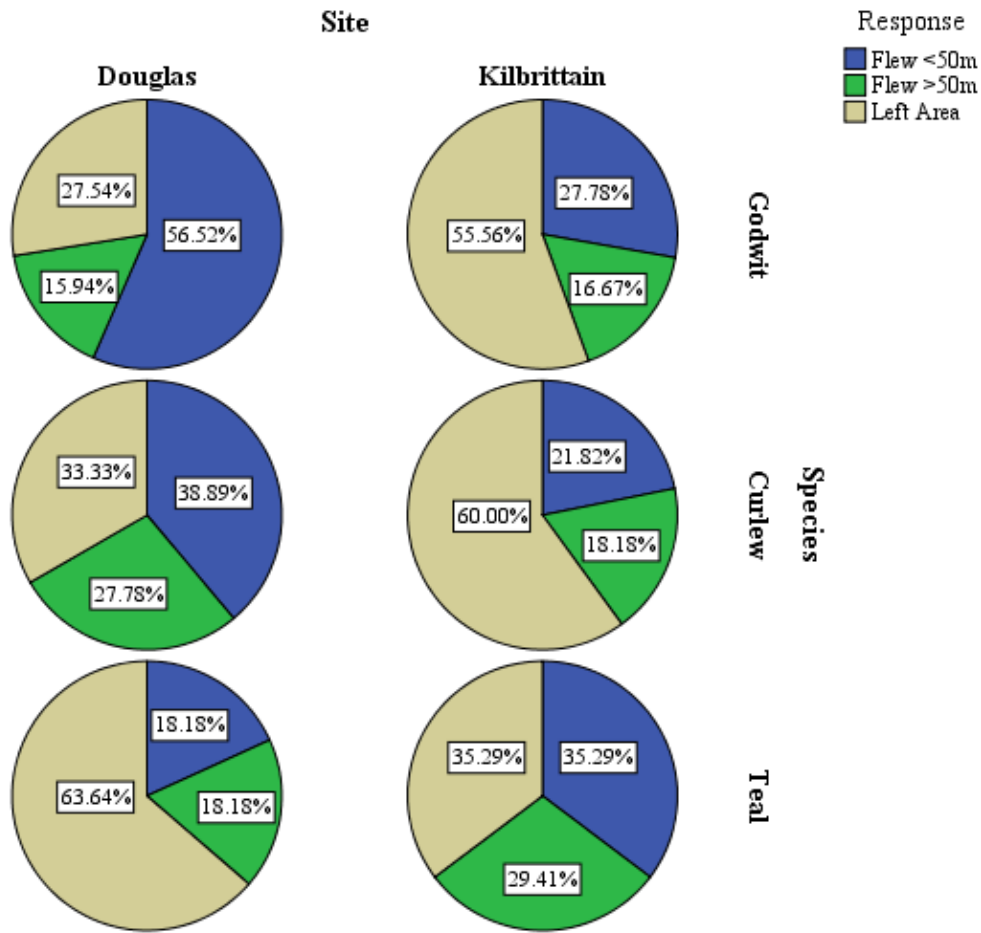 Site
Response
Flew <50m
Flew >50m
Left Area
Douglas
Kilbrittain
27.54%
56.52%
15.94%
55.56%
27.78%
16.67%
Godwit
33.33%
38.89%
27.78%
60.00%
21.82%
18.18%
Curlew
Species
63.64%
18.18%
18.18%
35.29%
35.29%
29.41%
Teal